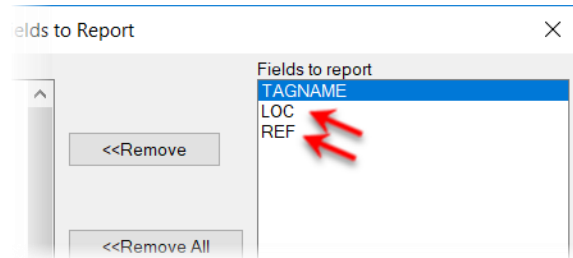 elds to Report
Fields to report
TAGNAME
LOC
REF
<<Remove
<<Remove All